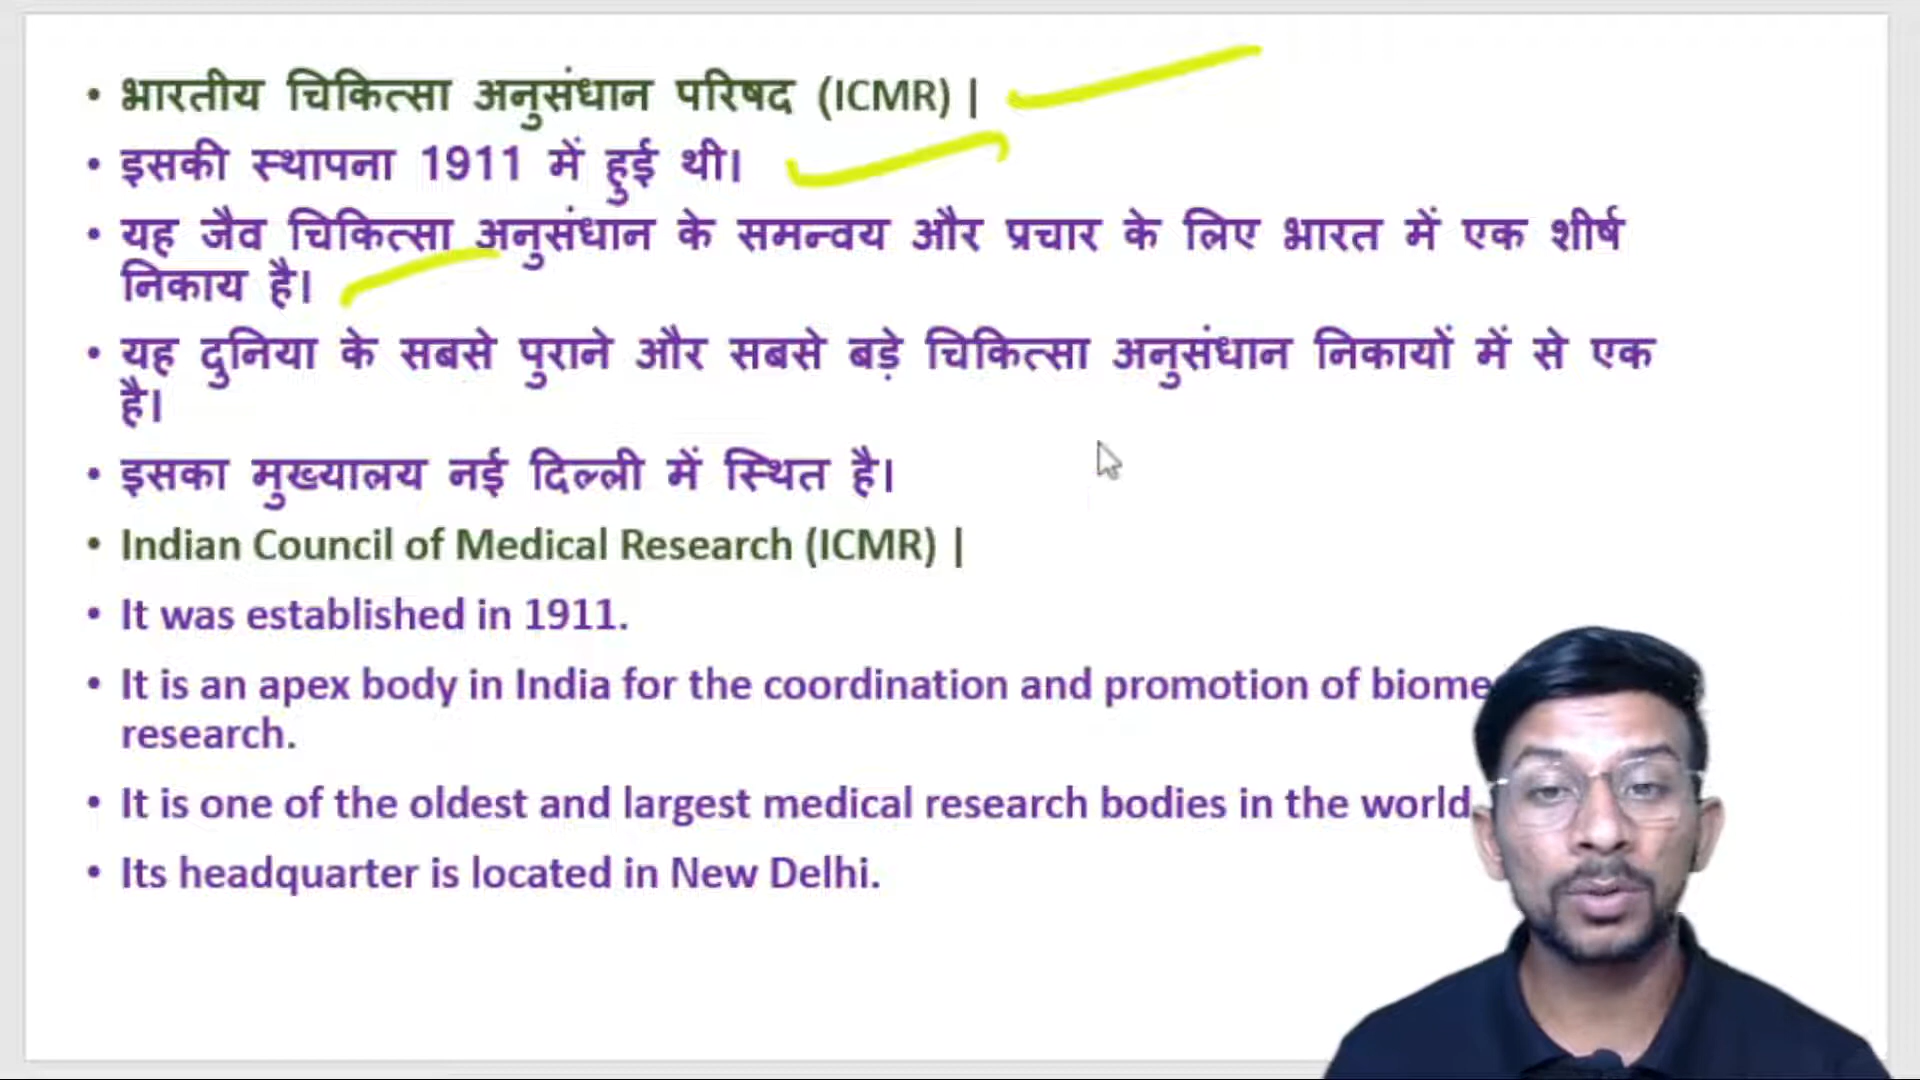 • भारतीय चिकित्सा अनुसंधान परिषद (ICMR) |
• इसकी स्थापना 1911 में हुई थी।
• यह जैव चिकित्सा अनुसंधान के समन्वय और प्रचार के लिए भारत में एक शीर्ष
निकाय है।
• यह दुनिया के सबसे पुराने और सबसे बड़े चिकित्सा अनुसंधान निकायों में से एक
है।
• इसका मुख्यालय नई दिल्ली में स्थित है।
• Indian Council of Medical Research (ICMR) |
• It was established in 1911.
• It is an apex body in India for the coordination and promotion of
research.
• It is one of the oldest and largest medical research bodies in the world
• Its headquarter is located in New Delhi.